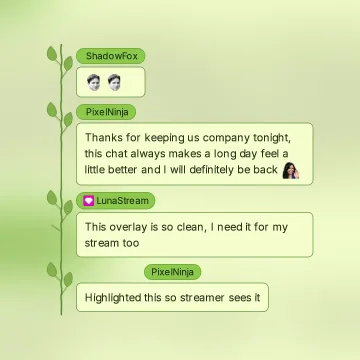 ShadowFox
PixelNinja
Thanks for keeping us company tonight,
this chat always makes a long day feel a
little better and I will definitely be back
LunaStream
This overlay is so clean, I need it for my
stream too
PixelNinja
Highlighted this so streamer sees it